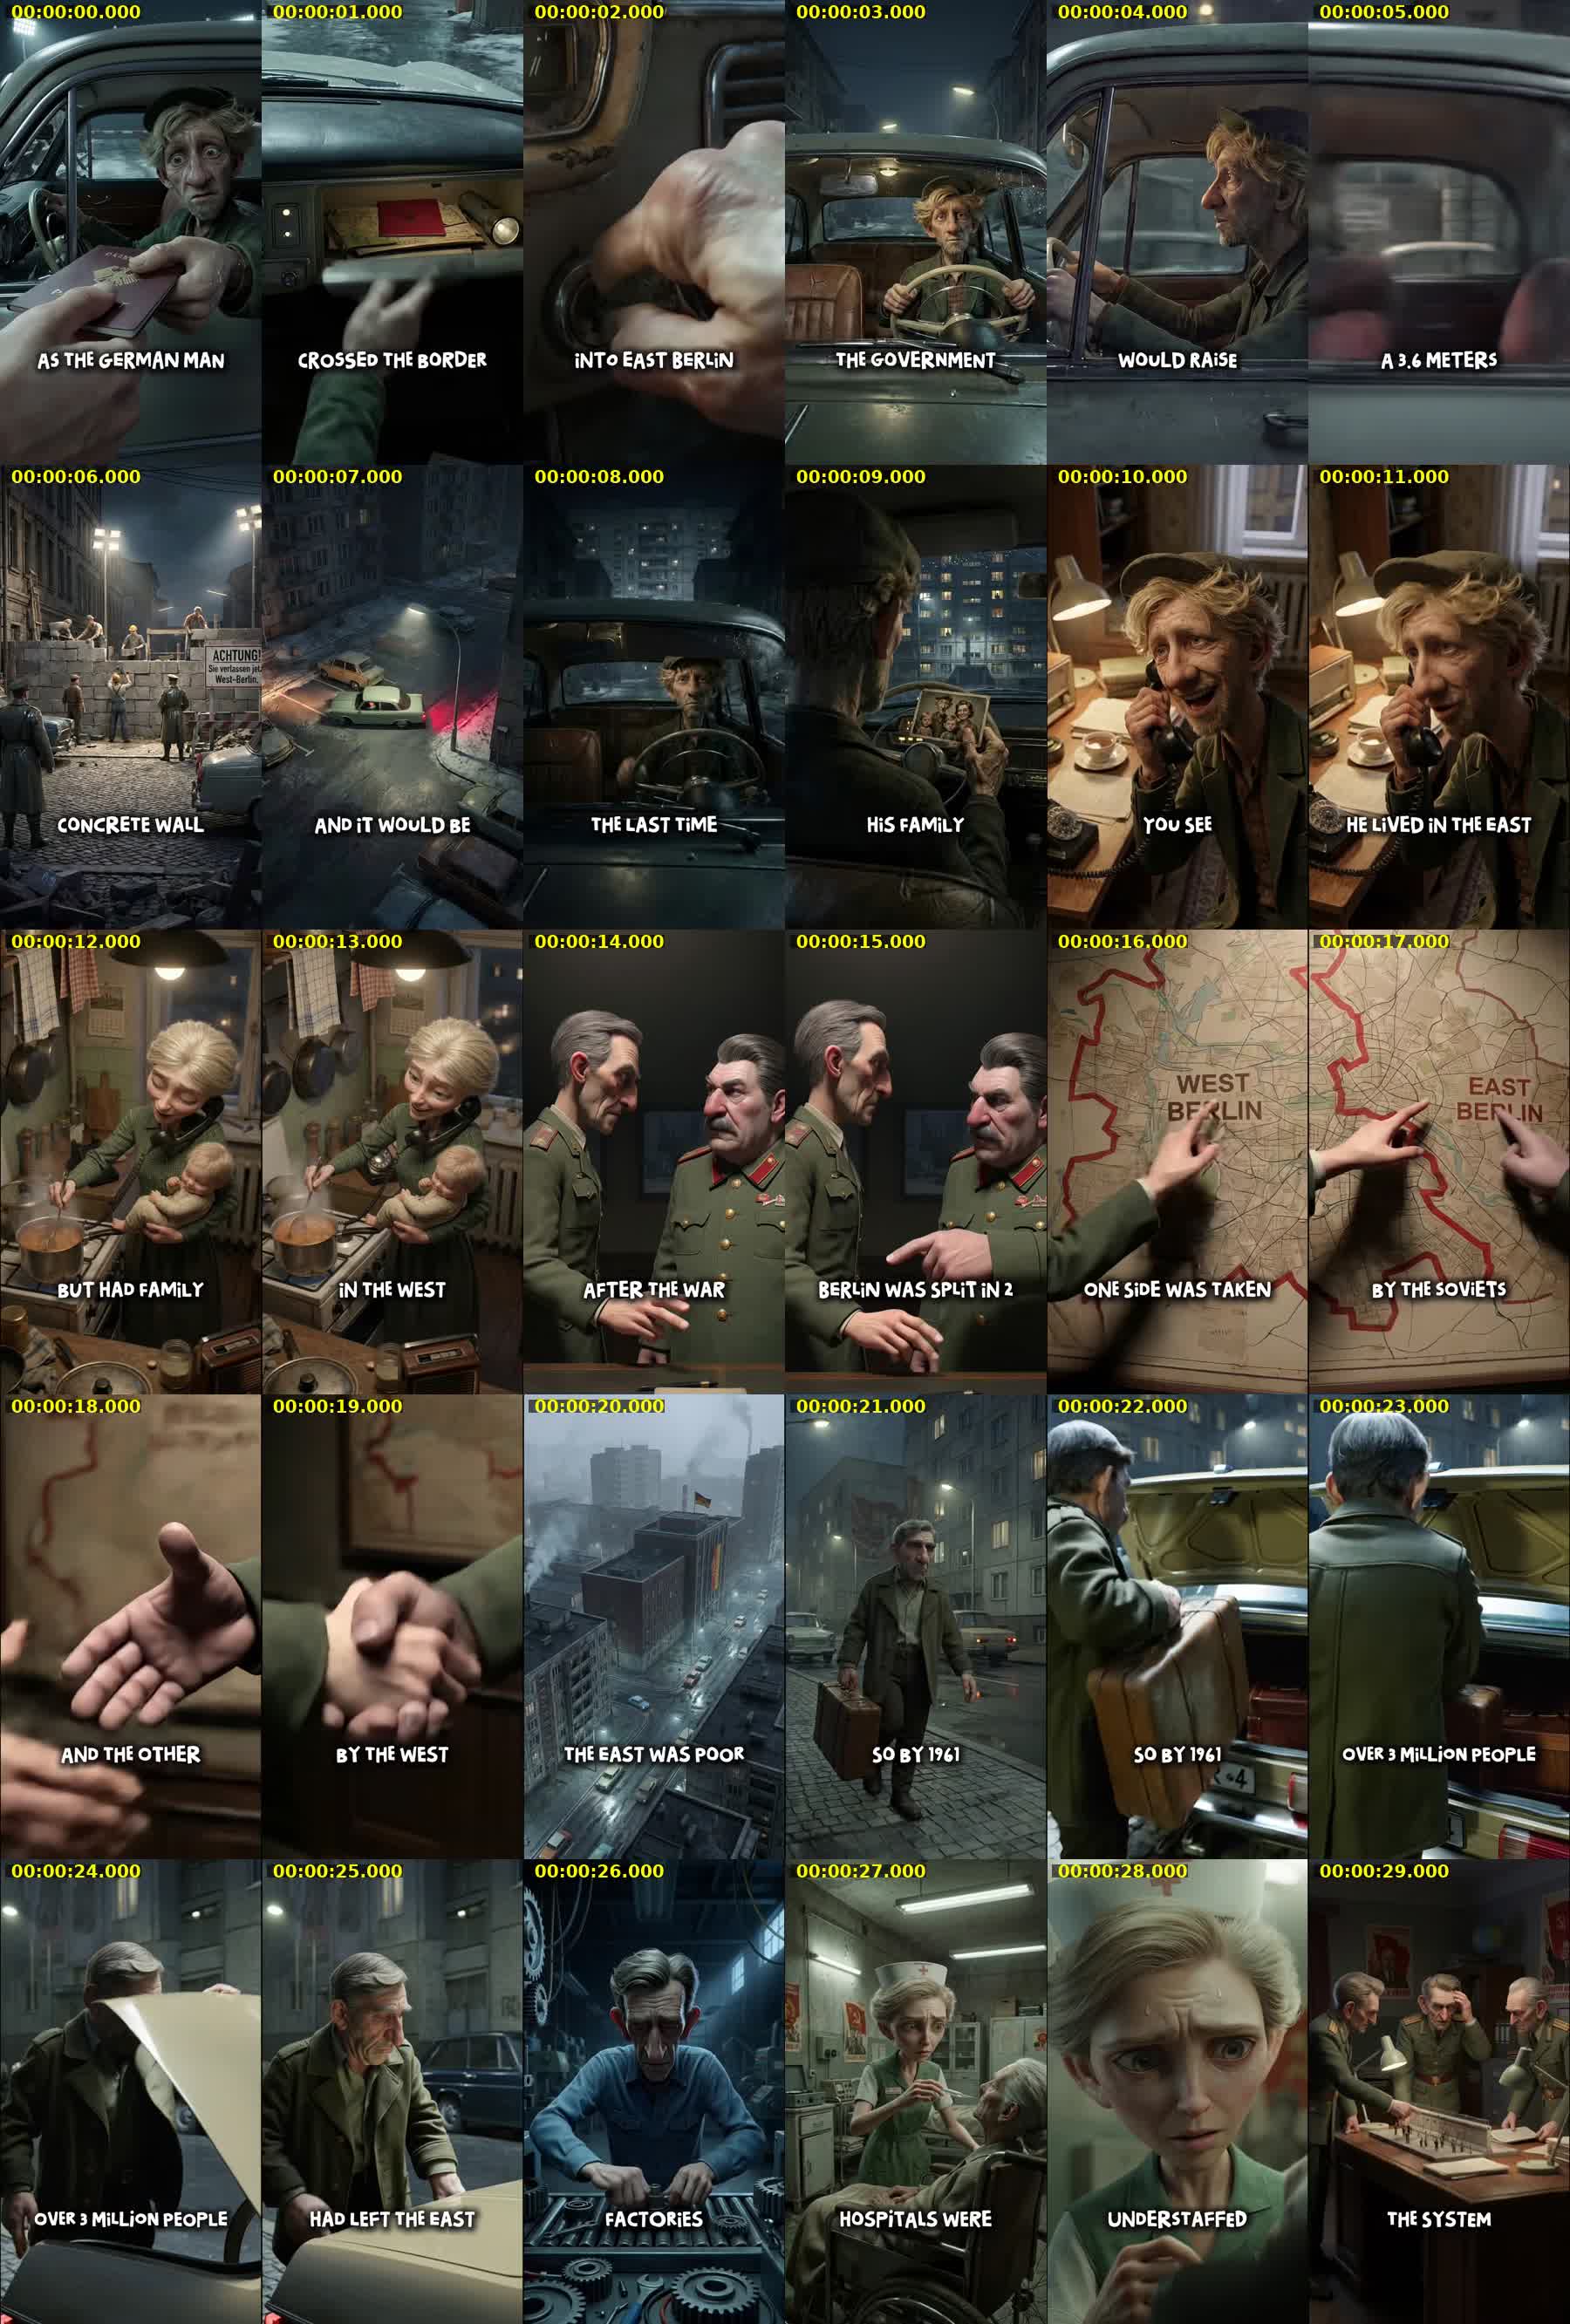 00:00:00.000
AS THE GERMAN MAN
00:00:01.000
CROSSED THE BORDER
00:00:02.000
INTO EAST BERLIN
00:00:03.000
THE GOVERNMENT
00:00:04.000
WOULD RAISE
00:00:05.000
A 3.6 METERS
00:00:06.000
ACHTUNG!
Sie verlassen jet
West-Berlin.
CONCRETE WALL
00:00:07.000
AND IT WOULD BE
00:00:08.000
THE LAST TIME
00:00:09.000
HIS FAMILY
00:00:10.000
YOU SEE
00:00:11.000
HE LIVED IN THE EAST
00:00:12.000
BUT HAD FAMILY
00:00:13.000
IN THE WEST
00:00:14.000
AFTER THE WAR
00:00:15.000
BERLIN WAS SPLIT IN 2
00:00:16.000
WEST
BERLIN
ONE SIDE WAS TAKEN
00:00:17.000
EAST
BERLIN
BY THE SOVIETS
00:00:18.000
AND THE OTHER
00:00:19.000
BY THE WEST
00:00:20.000
THE EAST WAS POOR
00:00:21.000
SO BY 1961
00:00:22.000
SO BY 1961
00:00:23.000
OVER 3 MILLION PEOPLE
00:00:24.000
OVER 3 MILLION PEOPLE
00:00:25.000
HAD LEFT THE EAST
00:00:26.000
FACTORIES
00:00:27.000
HOSPITALS WERE
00:00:28.000
UNDERSTAFFED
00:00:29.000
THE SYSTEM